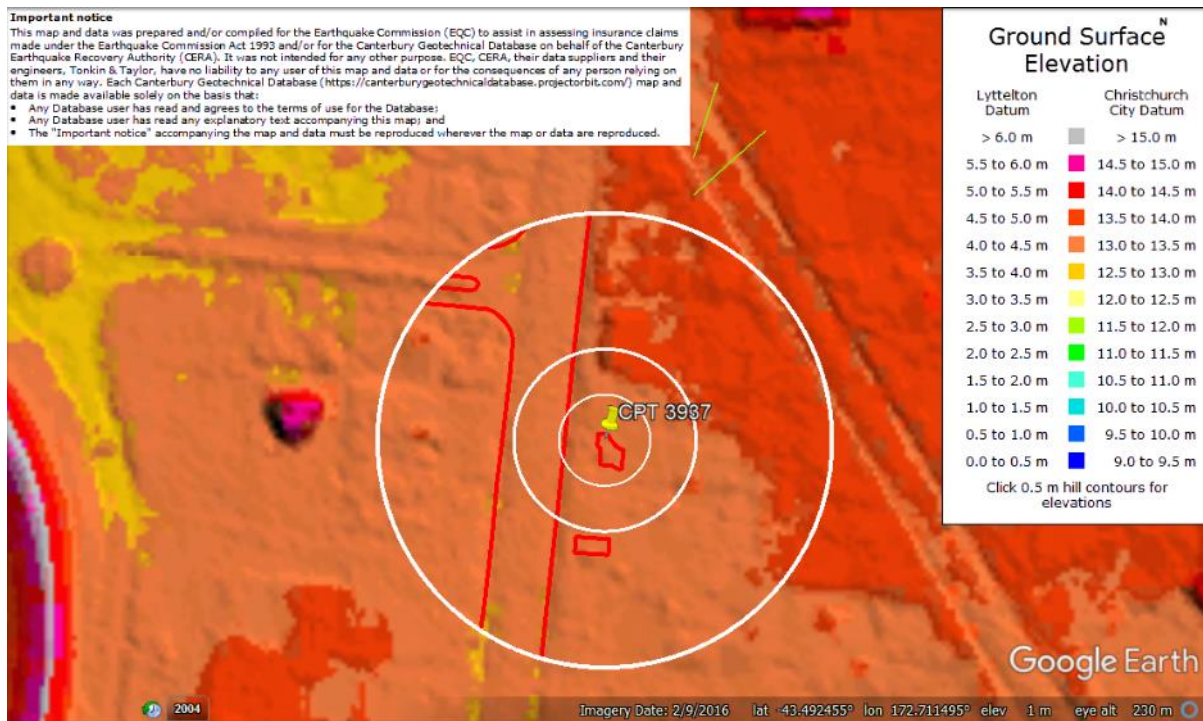 Important notice
This map and data was prepared and/or compiled for the Earthquake Commission (EQC) to assist in assessing insurance claims
made under the Earthquake Commission Act 1993 and/or for the Canterbury Geotechnical Database on behalf of the Canterbury
Earthquake Recovery Authority (CERA). It was not intended for any other purpose. EQC, CERA, their data suppliers and their
engineers, Tonkin & Taylor, have no liability to any user of this map and data or for the consequences of any person relying on
them in any way. Each Canterbury Geotechnical Database (https://canterburygeotechnicaldatabase.projectorbit.com/) map and
data is made available solely on the basis that:
• Any Database user has read and agrees to the terms of use for the Database;
• Any Database user has read any explanatory text accompanying this map; and
• The "Important notice" accompanying the map and data must be reproduced wherever the map or data are reproduced.
N
Ground Surface
Elevation
Lyttelton Christchurch
Datum City Datum
> 6.0 m > 15.0 m
5.5 to 6.0 m 14.5 to 15.0 m
5.0 to 5.5 m 14.0 to 14.5 m
4.5 to 5.0 m 13.5 to 14.0 m
4.0 to 4.5 m 13.0 to 13.5 m
3.5 to 4.0 m 12.5 to 13.0 m
3.0 to 3.5 m 12.0 to 12.5 m
2.5 to 3.0 m 11.5 to 12.0 m
2.0 to 2.5 m 11.0 to 11.5 m
1.5 to 2.0 m 10.5 to 11.0 m
1.0 to 1.5 m 10.0 to 10.5 m
0.5 to 1.0 m 9.5 to 10.0 m
0.0 to 0.5 m 9.0 to 9.5 m
Click 0.5 m hill contours for
elevations
CPT 3937
Google Earth
2004
Imagery Date: 2/9/2016 lat -43.492455° lon 172.711495° elev 1 m eye alt 230 m